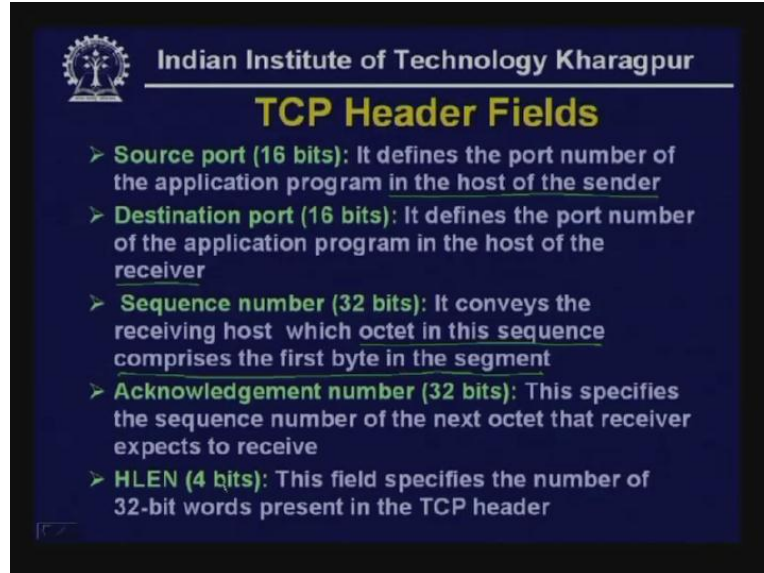 Indian Institute of Technology Kharagpur
TCP Header Fields
➢ Source port (16 bits): It defines the port number of
the application program in the host of the sender
➢ Destination port (16 bits): It defines the port number
of the application program in the host of the
receiver
➢ Sequence number (32 bits): It conveys the
receiving host which octet in this sequence
comprises the first byte in the segment
➢ Acknowledgement number (32 bits): This specifies
the sequence number of the next octet that receiver
expects to receive
➢ HLEN (4 bits): This field specifies the number of
32-bit words present in the TCP header